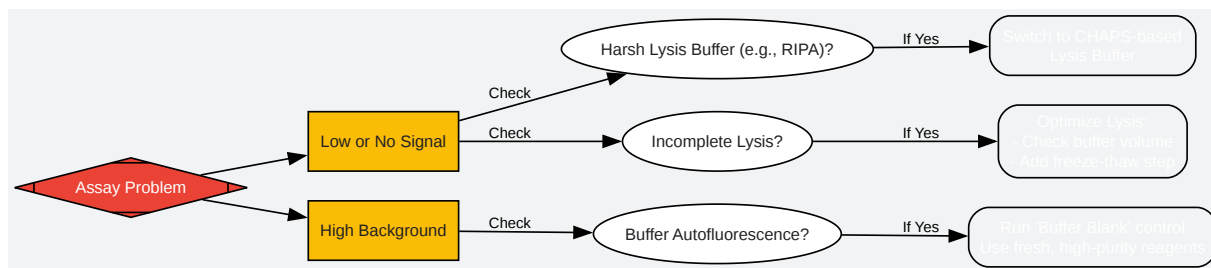 Assay Problem
Low or No Signal
High Background
Check
Check
Check
Harsh Lysis Buffer (e.g., RIPA)?
Incomplete Lysis?
Buffer Autofluorescence?
If Yes
If Yes
If Yes
Switch to CHAPS-based
Lysis Buffer
Optimize Lysis:
- Check buffer volume
- Add freeze-thaw step
Run 'Buffer Blank' control
Use fresh, high-purity reagents